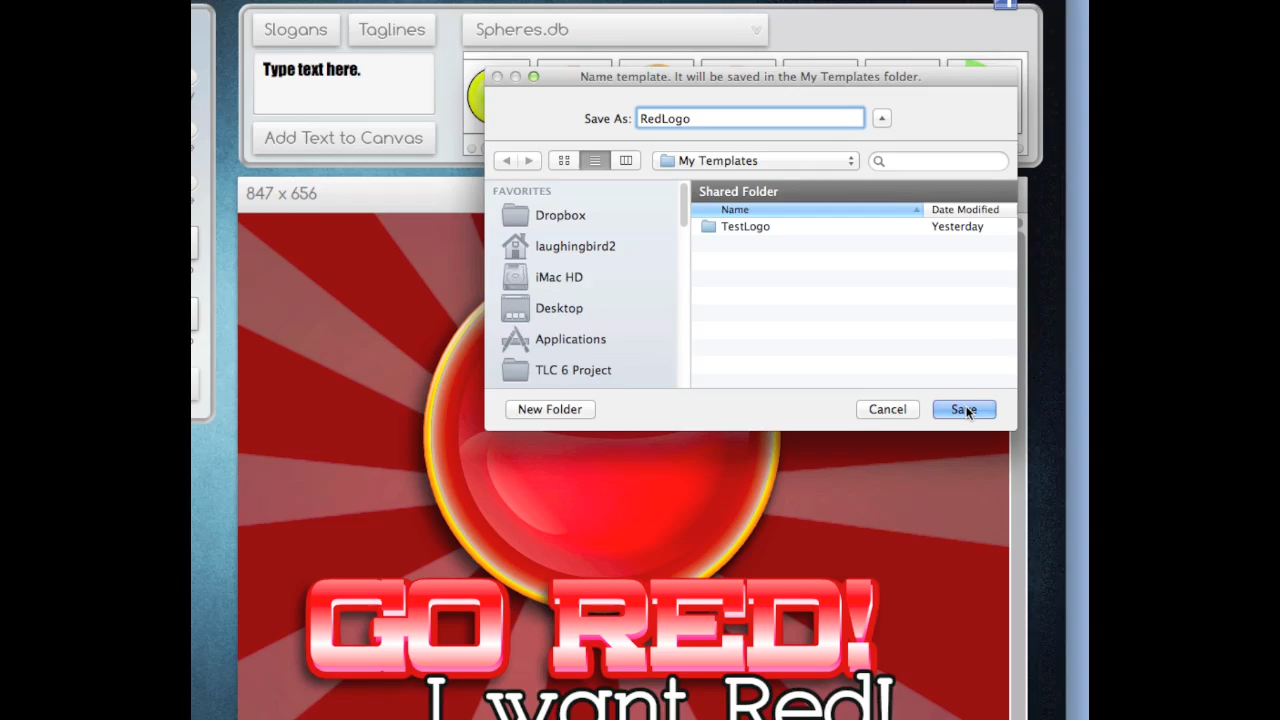 Slogans
Taglines
Spheres.db
Type text here.
Add Text to Canvas
Name template. It will be saved in the My Templates folder.
Save As:
RedLogo
My Templates
FAVORITES
Dropbox
laughingbird2
iMac HD
Desktop
Applications
TLC 6 Project
Shared Folder
Name
Date Modified
TestLogo
Yesterday
New Folder
Cancel
Save
847 x 656
GO RED!
I want Red!